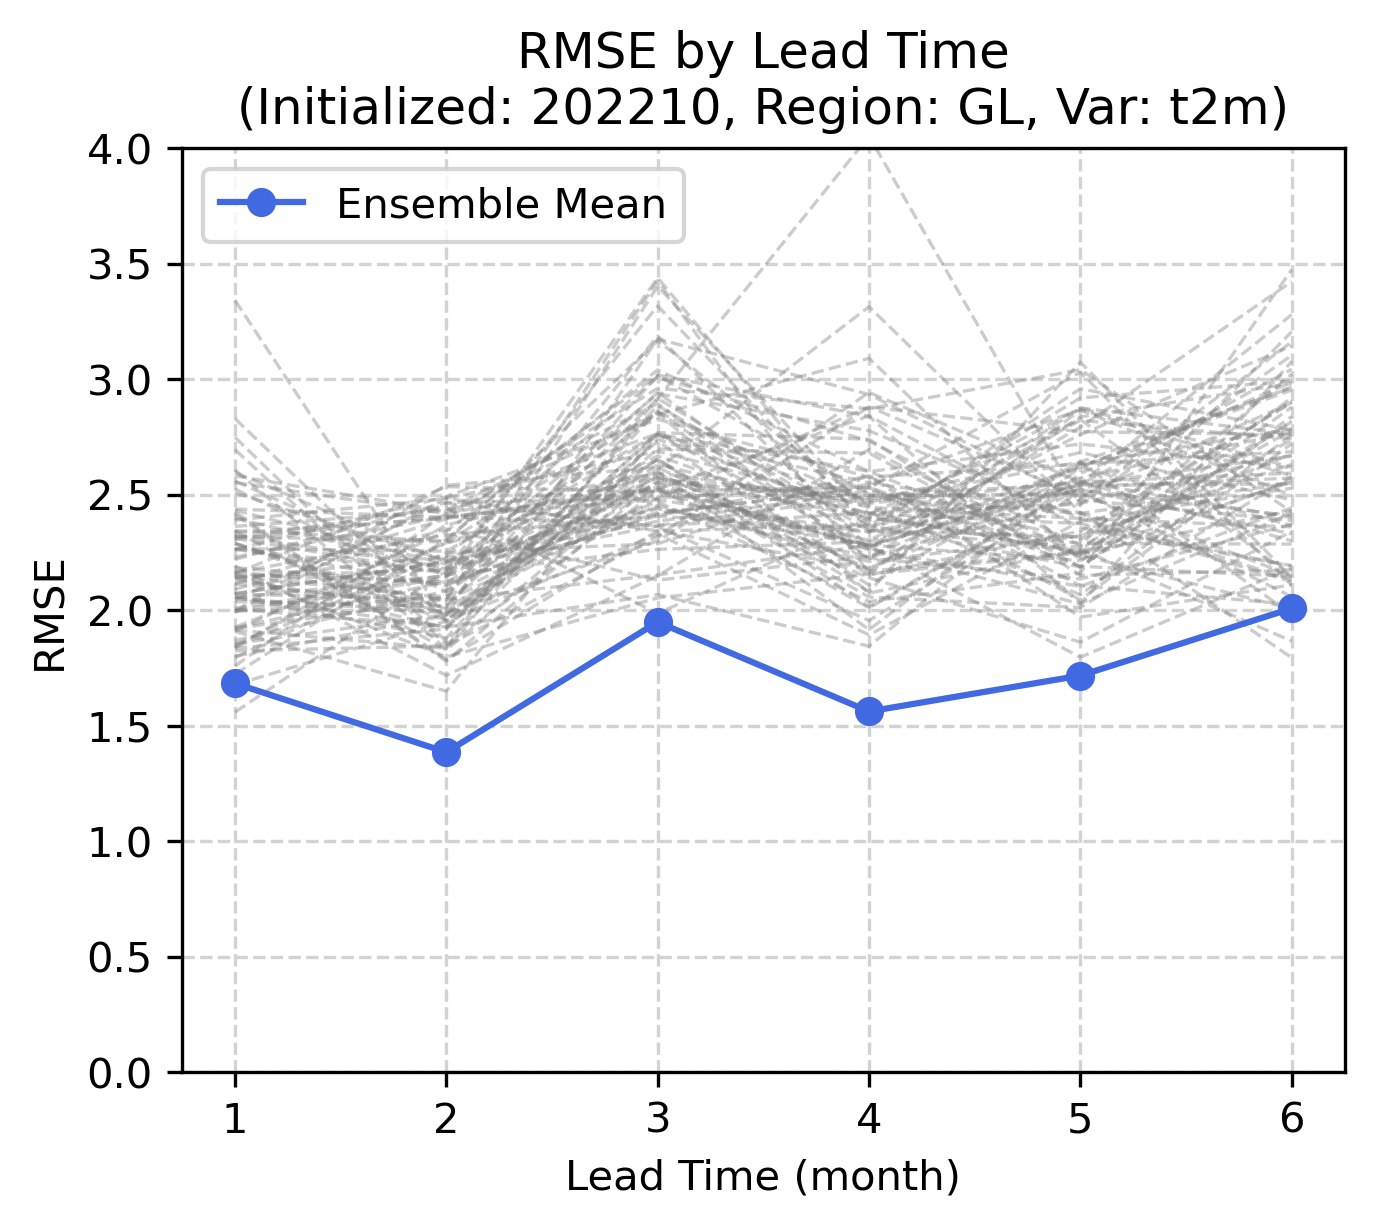 RMSE by Lead Time
(Initialized: 202210, Region: GL, Var: t2m)
4.0
3.5
3.0
2.5
2.0
1.5
1.0
0.5
0.0
RMSE
Ensemble Mean
1 2 3 4 5 6
Lead Time (month)